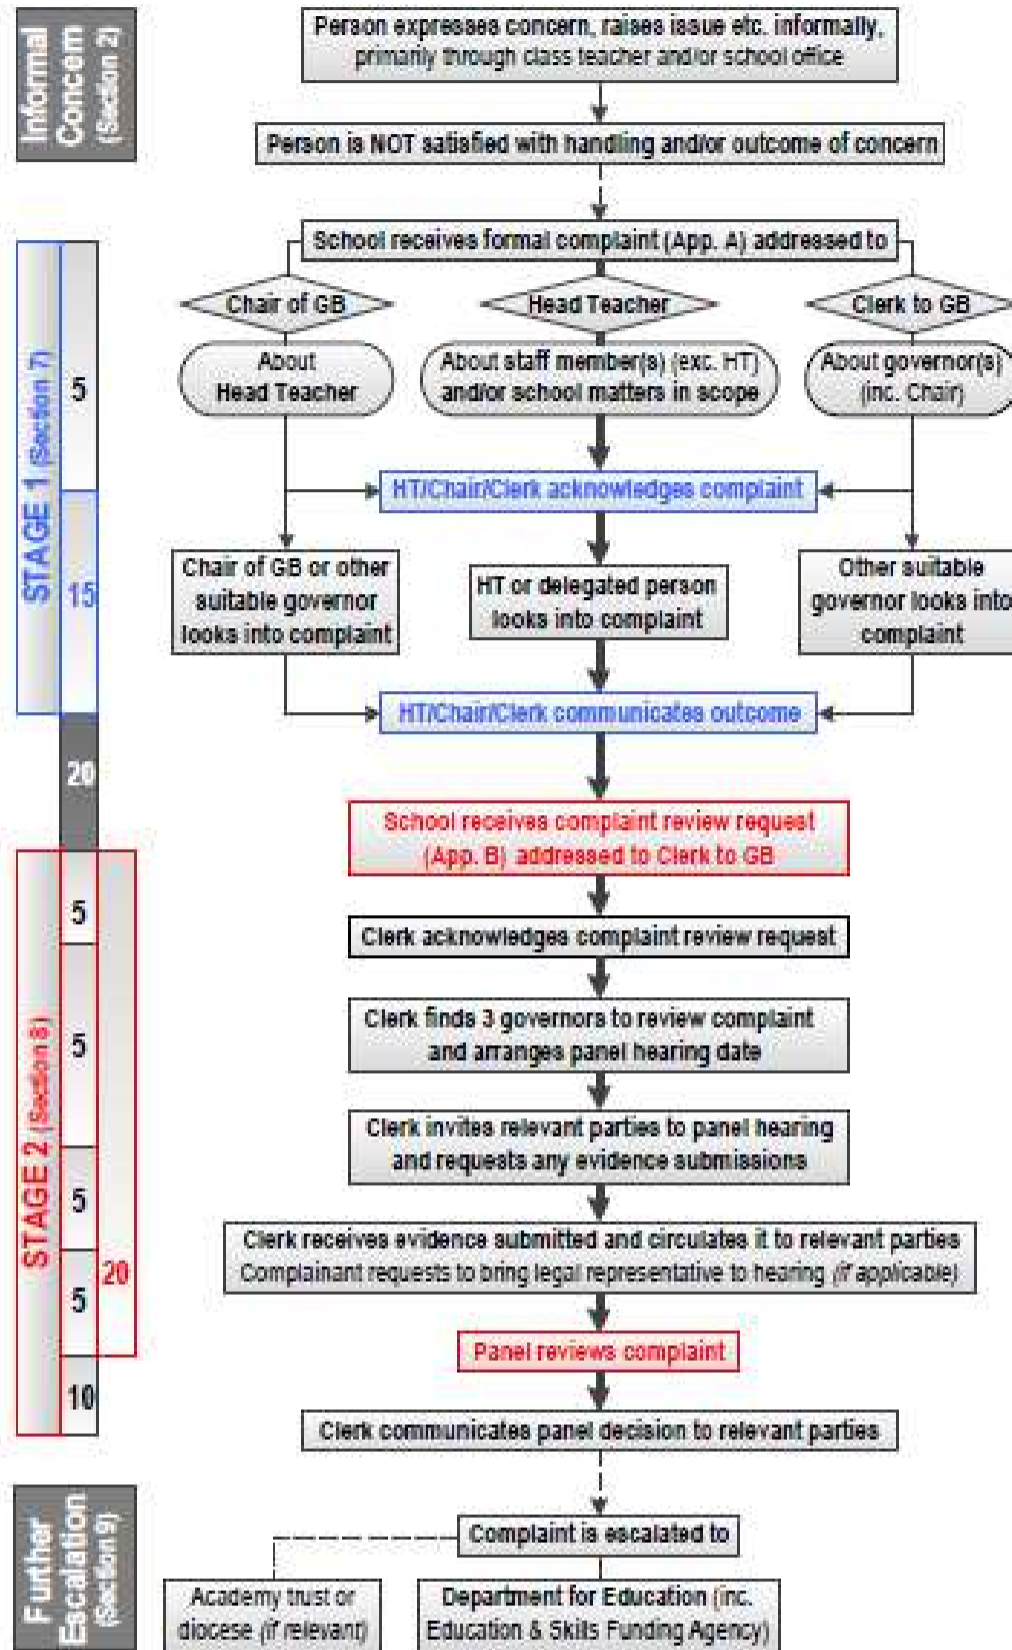 Informal
Concern
(Section 2)
Person expresses concern, raises issue etc. informally,
primarily through class teacher and/or school office
Person is NOT satisfied with handling and/or outcome of concern
School receives formal complaint (App. A) addressed to
Chair of GB
Head Teacher
Clerk to GB
About
Head Teacher
About staff member(s) (exc. HT)
and/or school matters in scope
About governor(s)
(inc. Chair)
STAGE 1 (Section 7)
5
15
HT/Chair/Clerk acknowledges complaint
Chair of GB or other
suitable governor
looks into complaint
HT or delegated person
looks into complaint
Other suitable
governor looks into
complaint
HT/Chair/Clerk communicates outcome
20
School receives complaint review request
(App. B) addressed to Clerk to GB
STAGE 2 (Section 8)
5
5
5
5
20
10
Clerk acknowledges complaint review request
Clerk finds 3 governors to review complaint
and arranges panel hearing date
Clerk invites relevant parties to panel hearing
and requests any evidence submissions
Clerk receives evidence submitted and circulates it to relevant parties
Complainant requests to bring legal representative to hearing (if applicable)
Panel reviews complaint
Clerk communicates panel decision to relevant parties
Further
Escalation
(Section 9)
Complaint is escalated to
Academy trust or
diocese (if relevant)
Department for Education (inc.
Education & Skills Funding Agency)